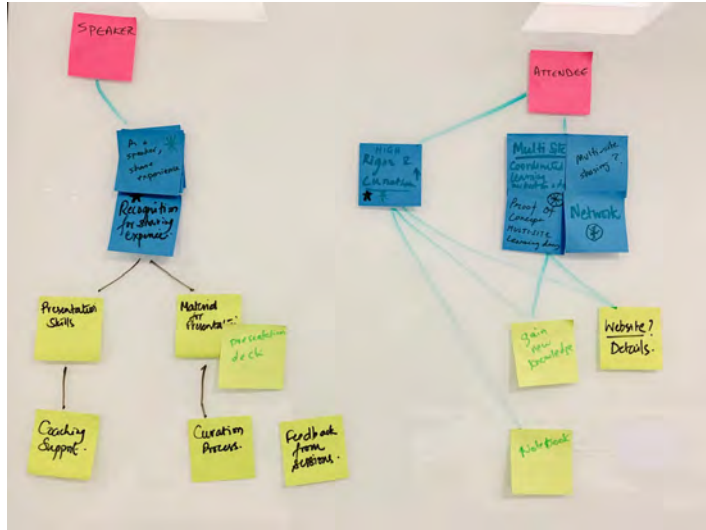 SPEAKER
As a
speaker,
share
experience
Recognition
for sharing
experience.
Presentation
Skills
Material
for
Presentation.
presentation
deck
Coaching
Support.
Curation
Process.
Feedback
from
sessions.
ATTENDEE
HIGH
Rigor &
Curation
Multi Site
Coordinated
learning
Multi-site
sharing?
Proof of
Concept
MULTISITE
Learning day
Network
gain
new
knowledge
Website?
Details.
Notebook